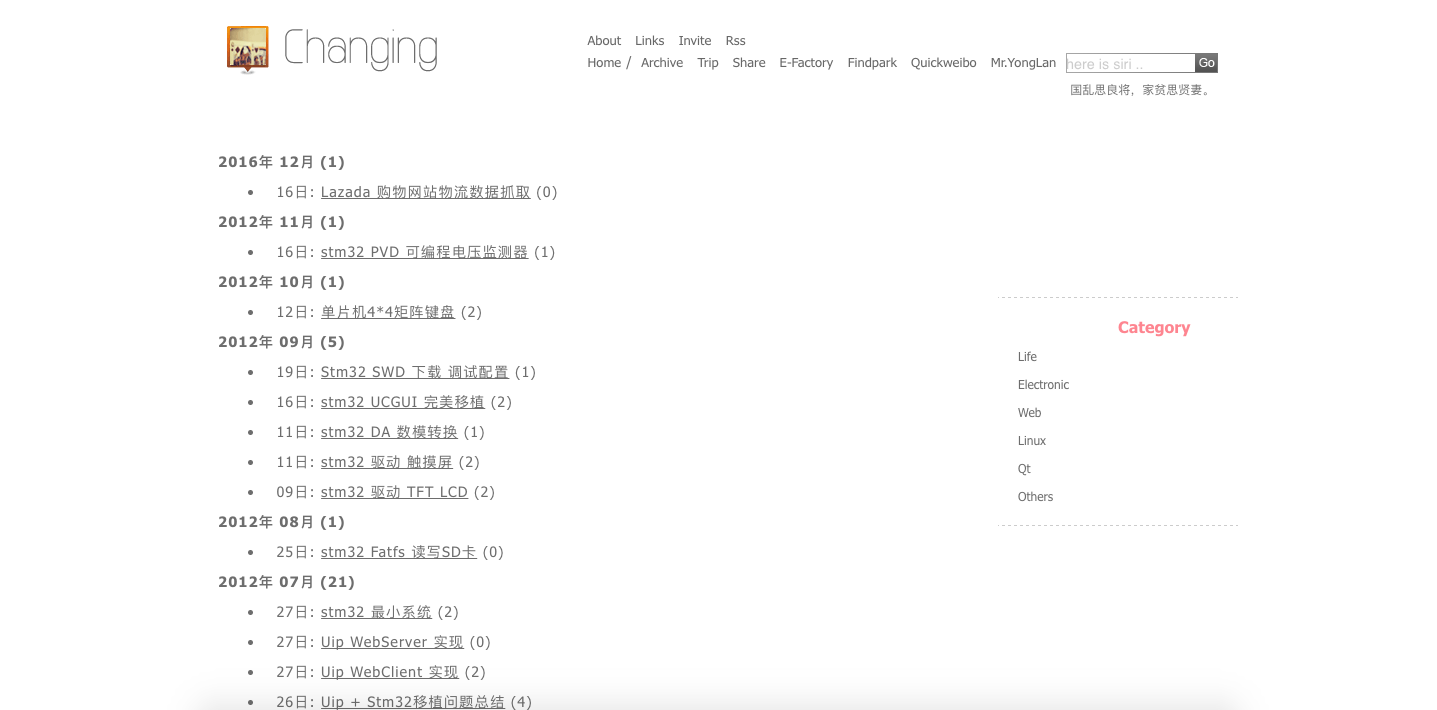 Changing
About Links Invite Rss
Home / Archive Trip Share E-Factory Findpark Quickweibo Mr.YongLan
here is siri .. Go
国乱思良将，家贫思贤妻。
2016年 12月 (1)
16日: Lazada 购物网站物流数据抓取 (0)
2012年 11月 (1)
16日: stm32 PVD 可编程电压监测器 (1)
2012年 10月 (1)
12日: 单片机4*4矩阵键盘 (2)
2012年 09月 (5)
19日: Stm32 SWD 下载 调试配置 (1)
16日: stm32 UCGUI 完美移植 (2)
11日: stm32 DA 数模转换 (1)
11日: stm32 驱动 触摸屏 (2)
09日: stm32 驱动 TFT LCD (2)
2012年 08月 (1)
25日: stm32 Fatfs 读写SD卡 (0)
2012年 07月 (21)
27日: stm32 最小系统 (2)
27日: Uip WebServer 实现 (0)
27日: Uip WebClient 实现 (2)
26日: Uip + Stm32移植问题总结 (4)
Category
Life
Electronic
Web
Linux
Qt
Others